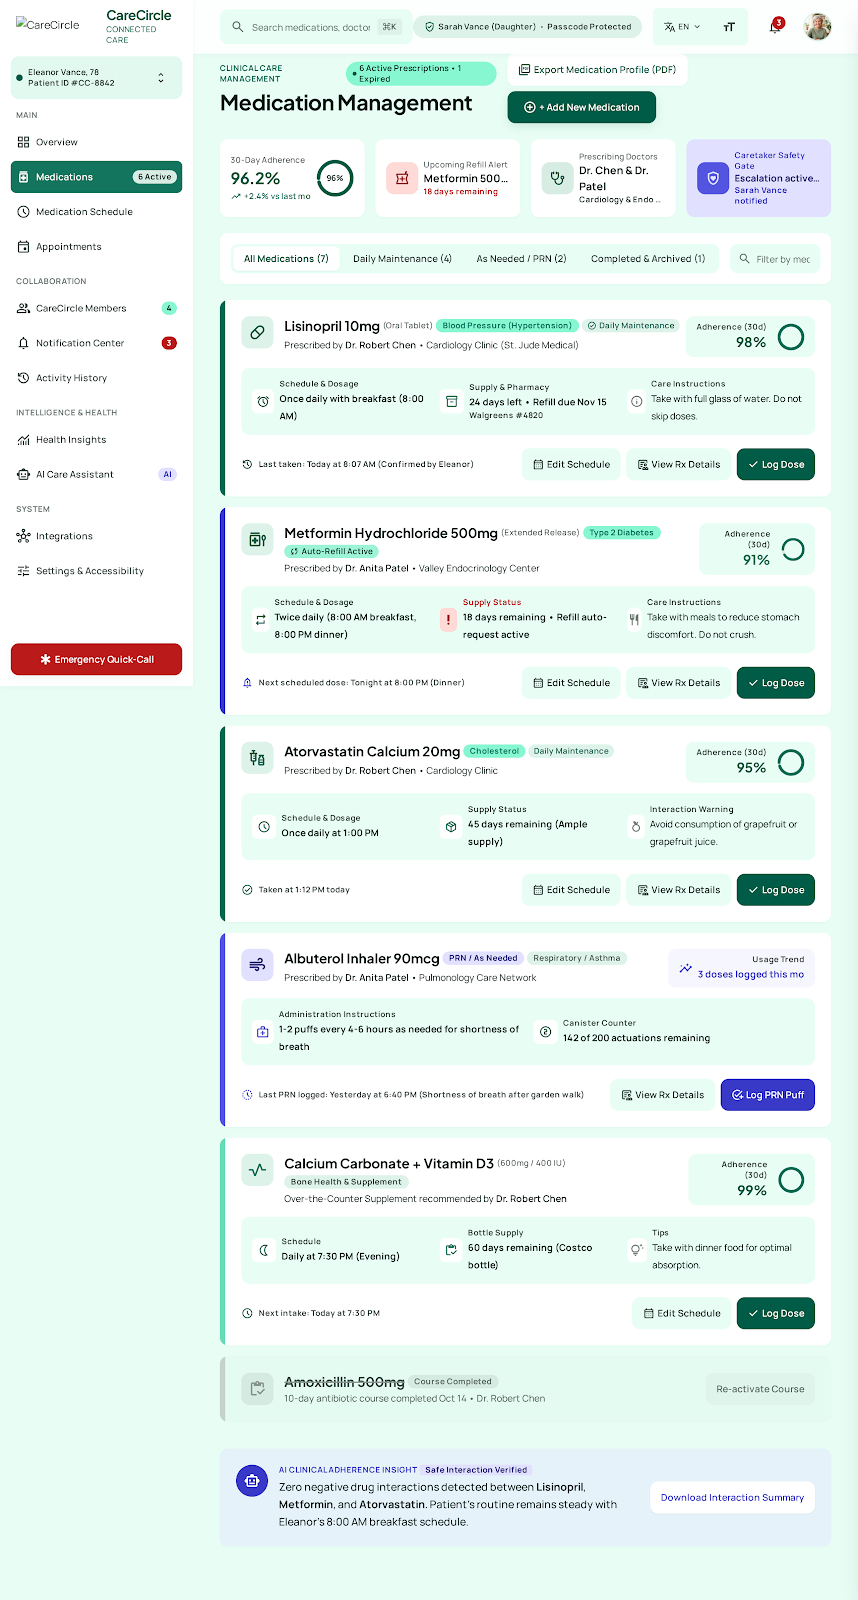 CareCircle
CareCircle
CONNECTED
CARE
Eleanor Vance, 78
Patient ID #CC-8842
MAIN
Overview
Medications
6 Active
Medication Schedule
Appointments
COLLABORATION
CareCircle Members
4
Notification Center
3
Activity History
INTELLIGENCE & HEALTH
Health Insights
AI Care Assistant
AI
SYSTEM
Integrations
Settings & Accessibility
Emergency Quick-Call
Search medications, doctor
⌘K
Sarah Vance (Daughter) • Passcode Protected
EN
3
CLINICAL CARE
MANAGEMENT
6 Active Prescriptions • 1
Expired
Medication Management
Export Medication Profile (PDF)
+ Add New Medication
30-Day Adherence
96.2%
+2.4% vs last mo
96%
Upcoming Refill Alert
Metformin 500...
18 days remaining
Prescribing Doctors
Dr. Chen & Dr.
Patel
Cardiology & Endo ...
Caretaker Safety
Gate
Escalation active...
Sarah Vance
notified
All Medications (7)
Daily Maintenance (4)
As Needed / PRN (2)
Completed & Archived (1)
Filter by mec
Lisinopril 10mg (Oral Tablet) Blood Pressure (Hypertension) Daily Maintenance
Prescribed by Dr. Robert Chen • Cardiology Clinic (St. Jude Medical)
Adherence (30d)
98%
Schedule & Dosage
Once daily with breakfast (8:00
AM)
Supply & Pharmacy
24 days left • Refill due Nov 15
Walgreens #4820
Care Instructions
Take with full glass of water. Do not
skip doses.
Last taken: Today at 8:07 AM (Confirmed by Eleanor)
Edit Schedule
View Rx Details
Log Dose
Metformin Hydrochloride 500mg (Extended Release) Type 2 Diabetes
Auto-Refill Active
Prescribed by Dr. Anita Patel • Valley Endocrinology Center
Adherence
(30d)
91%
Schedule & Dosage
Twice daily (8:00 AM breakfast,
8:00 PM dinner)
Supply Status
18 days remaining • Refill auto-
request active
Care Instructions
Take with meals to reduce stomach
discomfort. Do not crush.
Next scheduled dose: Tonight at 8:00 PM (Dinner)
Edit Schedule
View Rx Details
Log Dose
Atorvastatin Calcium 20mg Cholesterol Daily Maintenance
Prescribed by Dr. Robert Chen • Cardiology Clinic
Adherence (30d)
95%
Schedule & Dosage
Once daily at 1:00 PM
Supply Status
45 days remaining (Ample
supply)
Interaction Warning
Avoid consumption of grapefruit or
grapefruit juice.
Taken at 1:12 PM today
Edit Schedule
View Rx Details
Log Dose
Albuterol Inhaler 90mcg PRN / As Needed Respiratory / Asthma
Prescribed by Dr. Anita Patel • Pulmonology Care Network
Usage Trend
3 doses logged this mo
Administration Instructions
1-2 puffs every 4-6 hours as needed for shortness of
breath
Canister Counter
142 of 200 actuations remaining
Last PRN logged: Yesterday at 6:40 PM (Shortness of breath after garden walk)
View Rx Details
Log PRN Puff
Calcium Carbonate + Vitamin D3 (600mg / 400 IU)
Bone Health & Supplement
Over-the-Counter Supplement recommended by Dr. Robert Chen
Adherence
(30d)
99%
Schedule
Daily at 7:30 PM (Evening)
Bottle Supply
60 days remaining (Costco
bottle)
Tips
Take with dinner food for optimal
absorption.
Next intake: Today at 7:30 PM
Edit Schedule
Log Dose
Amoxicillin 500mg Course Completed
10-day antibiotic course completed Oct 14 • Dr. Robert Chen
Re-activate Course
AI CLINICAL ADHERENCE INSIGHT Safe Interaction Verified
Zero negative drug interactions detected between Lisinopril,
Metformin, and Atorvastatin. Patient's routine remains steady with
Eleanor's 8:00 AM breakfast schedule.
Download Interaction Summary